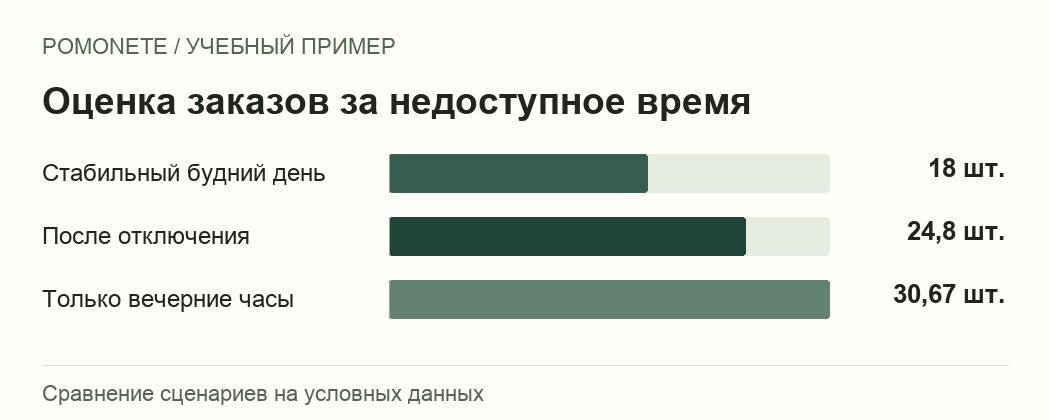 POMONETE / УЧЕБНЫЙ ПРИМЕР
Оценка заказов за недоступное время
Стабильный будний день 18 шт.
После отключения 24,8 шт.
Только вечерние часы 30,67 шт.
Сравнение сценариев на условных данных